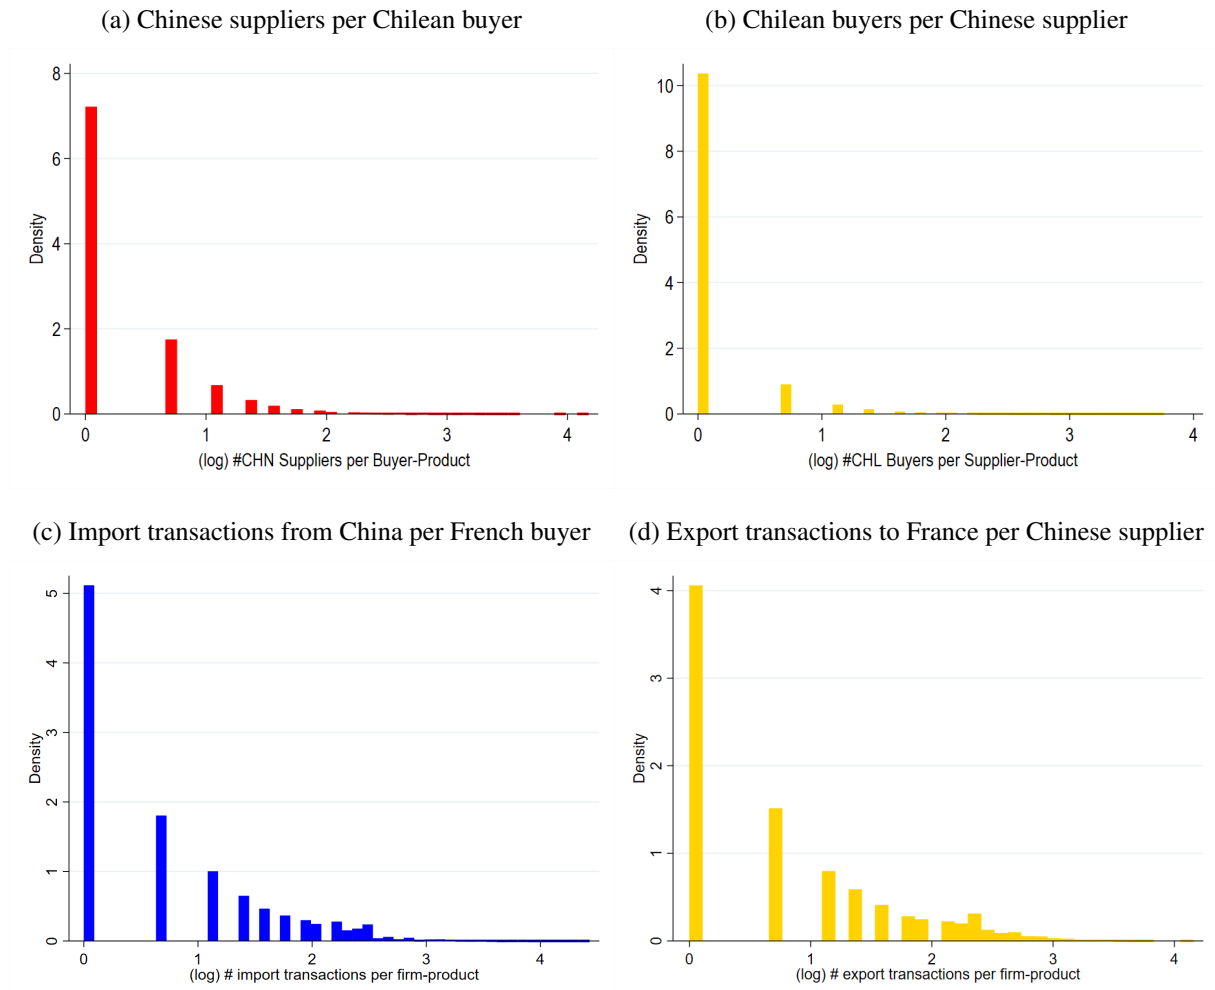 (a) Chinese suppliers per Chilean buyer
8
6
4
2
0
Density
0 1 2 3 4
(log) #CHN Suppliers per Buyer-Product
(b) Chilean buyers per Chinese supplier
10
8
6
4
2
0
Density
0 1 2 3 4
(log) #CHL Buyers per Supplier-Product
(c) Import transactions from China per French buyer
5
4
3
2
1
0
Density
0 1 2 3 4
(log) # import transactions per firm-product
(d) Export transactions to France per Chinese supplier
4
3
2
1
0
Density
0 1 2 3 4
(log) # export transactions per firm-product